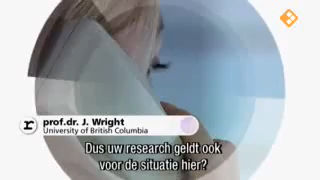 prof.dr. J. Wright
University of British Columbia
Dus uw research geldt ook
voor de situatie hier?